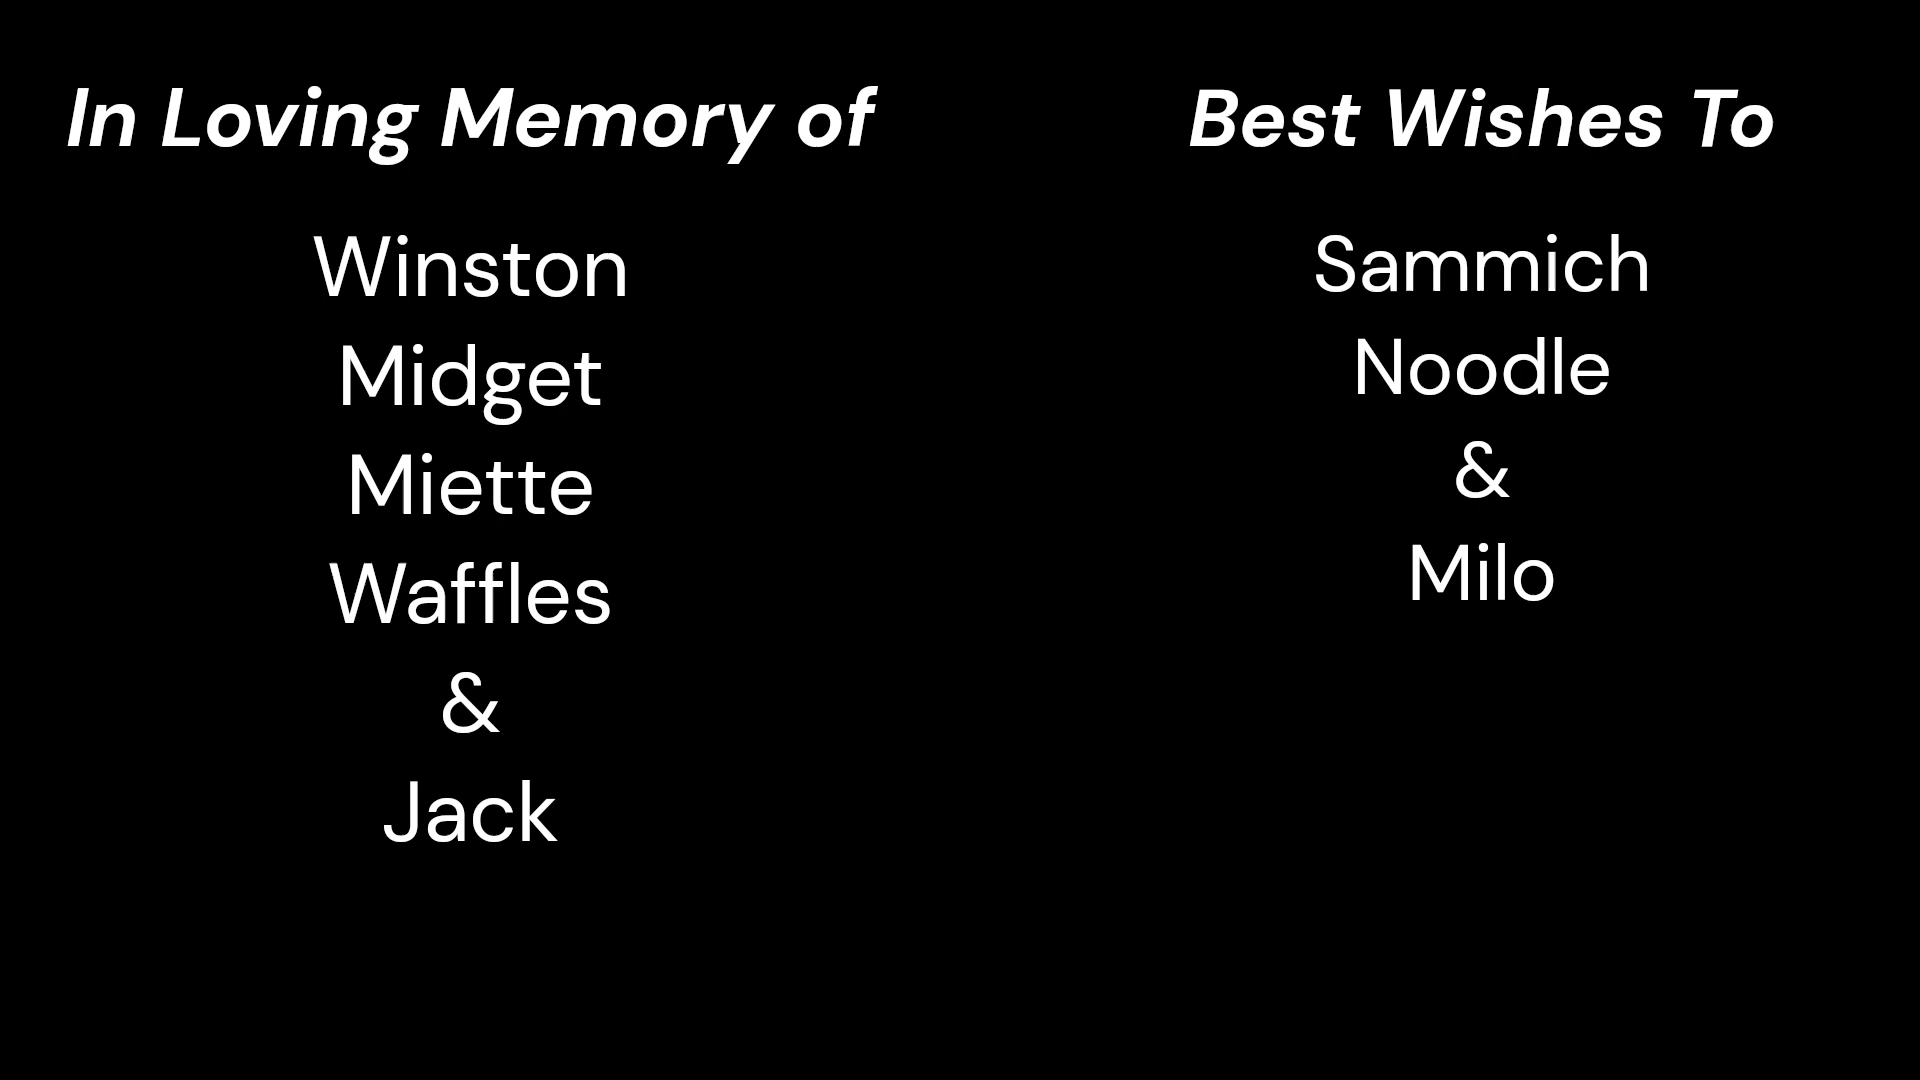 In Loving Memory of
Winston
Midget
Miette
Waffles
&
Jack
Best Wishes To
Sammich
Noodle
&
Milo